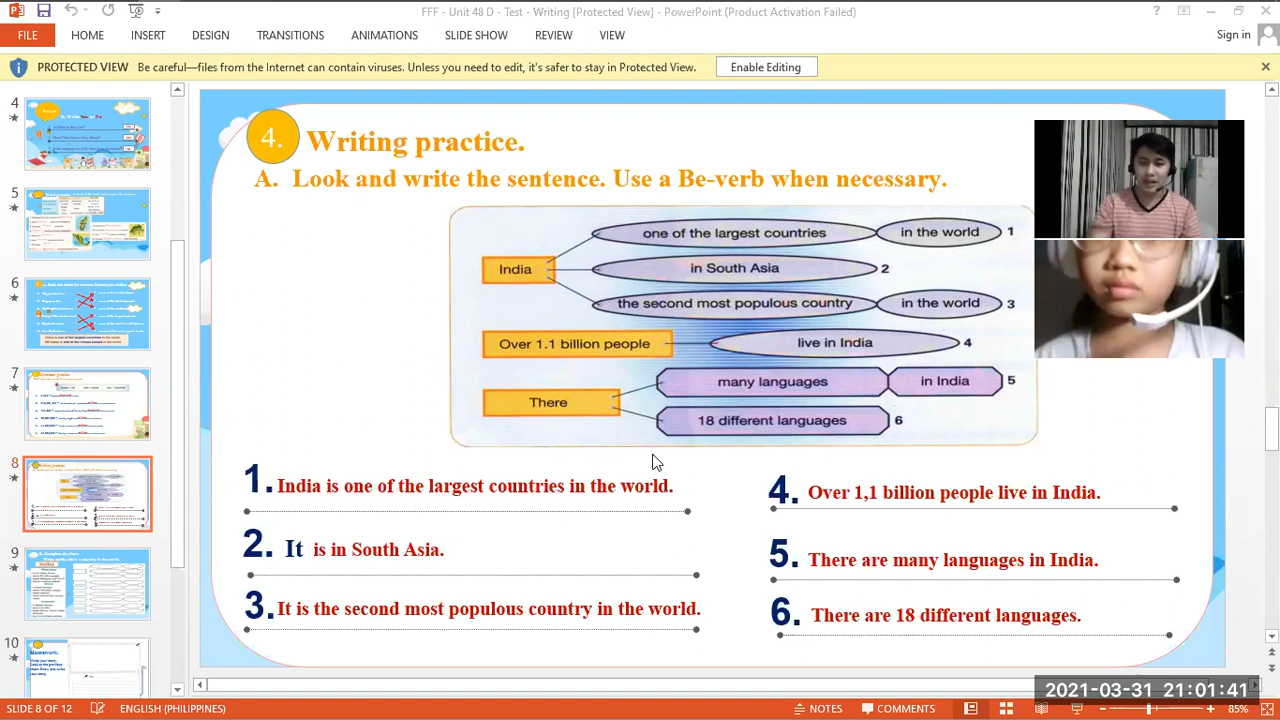 FFF - Unit 48 D - Test - Writing [Protected View] - PowerPoint (Product Activation Failed)
FILE HOME INSERT DESIGN TRANSITIONS ANIMATIONS SLIDE SHOW REVIEW VIEW Sign in
PROTECTED VIEW Be careful—files from the Internet can contain viruses. Unless you need to edit, it's safer to stay in Protected View. Enable Editing
4
5
6
7
8
9
10
4. Writing practice.
A. Look and write the sentence. Use a Be-verb when necessary.
India
one of the largest countries in the world 1
in South Asia 2
the second most populous country in the world 3
Over 1.1 billion people live in India 4
There
many languages in India 5
18 different languages 6
1. India is one of the largest countries in the world.
2. It is in South Asia.
3. It is the second most populous country in the world.
4. Over 1,1 billion people live in India.
5. There are many languages in India.
6. There are 18 different languages.
2021-03-31 21:01:41
SLIDE 8 OF 12 ENGLISH (PHILIPPINES) NOTES COMMENTS 85%